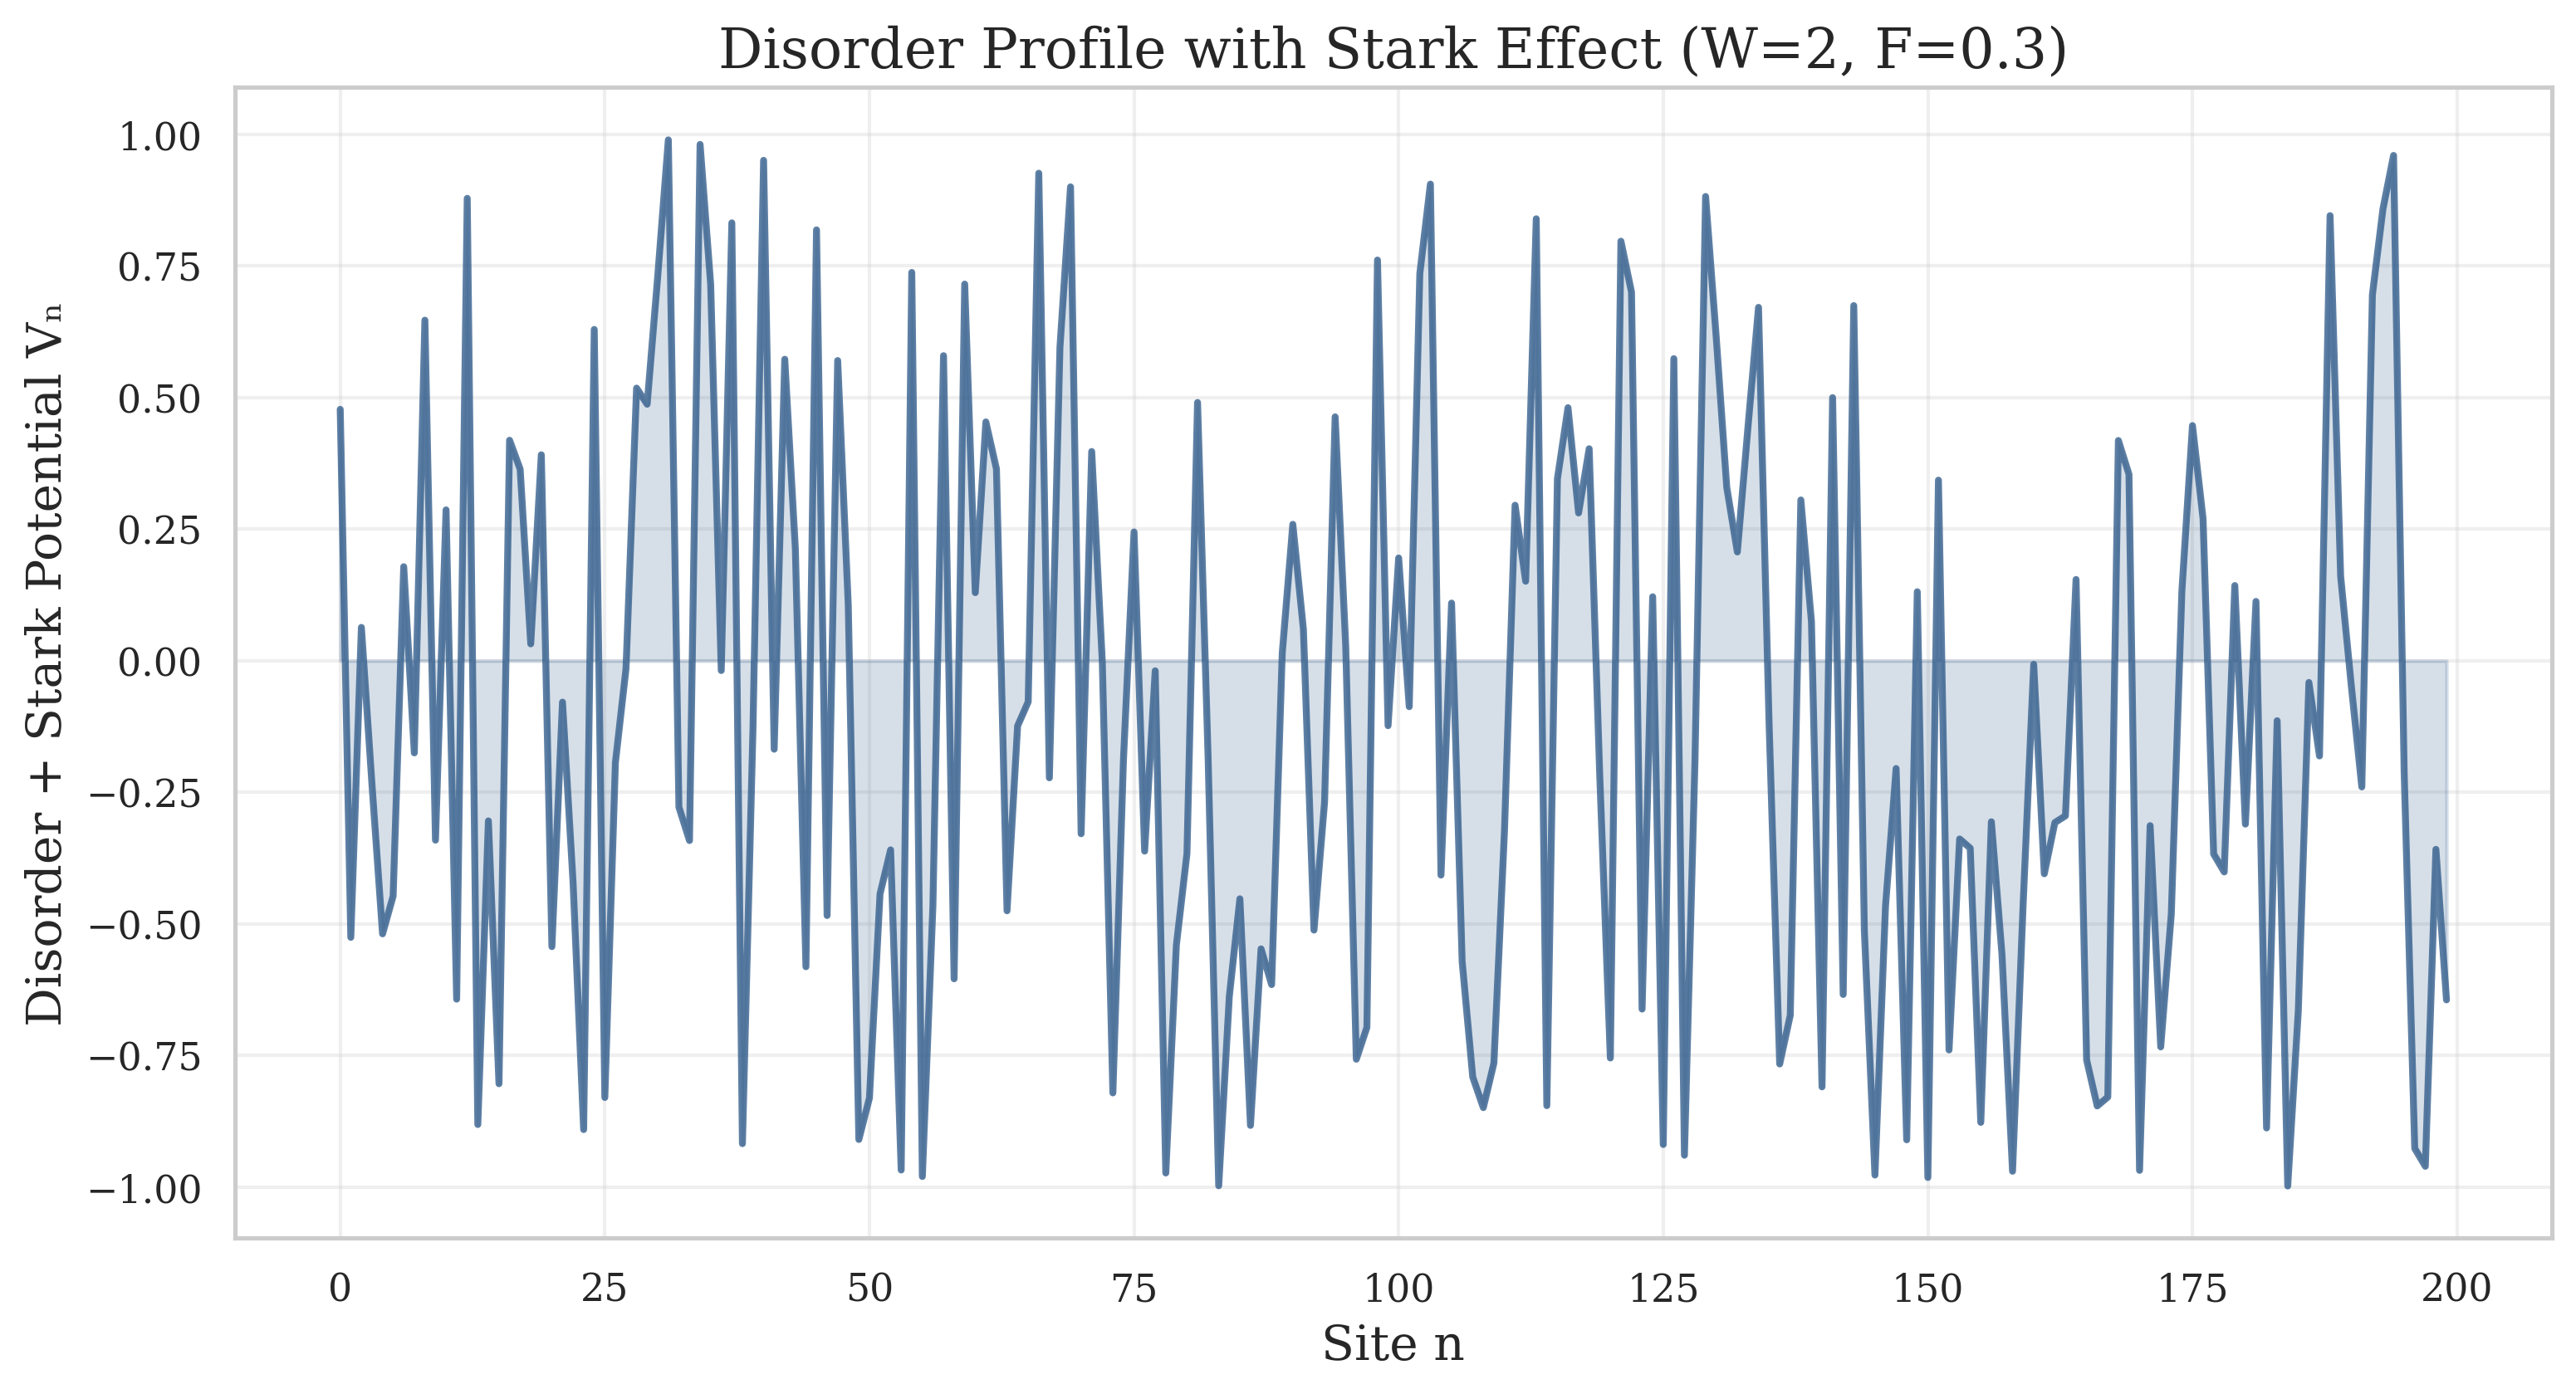 Disorder Profile with Stark Effect (W=2, F=0.3)
Disorder + Stark Potential Vₙ
1.00
0.75
0.50
0.25
0.00
−0.25
−0.50
−0.75
−1.00
0 25 50 75 100 125 150 175 200
Site n